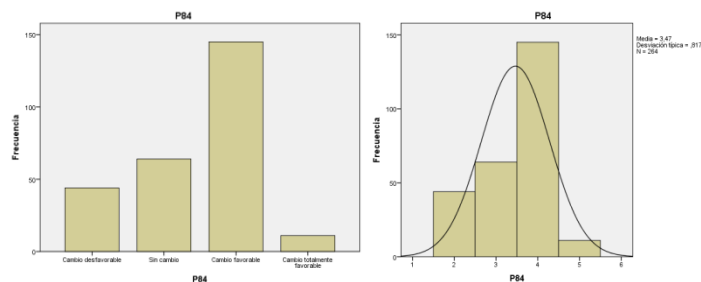 P84
150
100
50
0
Frecuencia
Cambio desfavorable
Sin cambio
Cambio favorable
Cambio totalmente
favorable
P84
P84
150
100
50
0
Frecuencia
1 2 3 4 5 6
P84
Media = 3,47
Desviación típica = ,817
N = 264